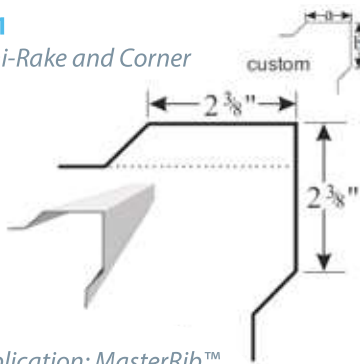 i-Rake and Corner
custom
2 3/8"
2 3/8"
plication: MasterRib™